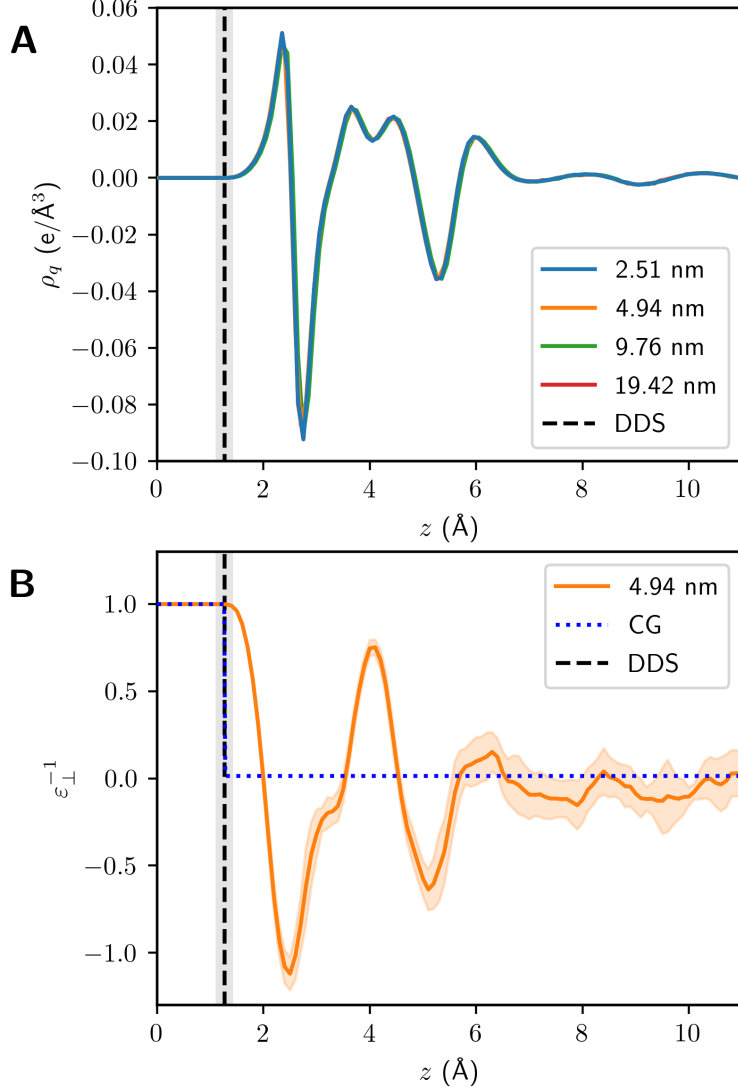 A
0.06
0.04
0.02
0.00
−0.02
−0.04
−0.06
−0.08
−0.10
ρq (e/Å³)
2.51 nm
4.94 nm
9.76 nm
19.42 nm
DDS
0 2 4 6 8 10
z (Å)
B
1.0
0.5
0.0
−0.5
−1.0
ε⊥⁻¹
4.94 nm
CG
DDS
0 2 4 6 8 10
z (Å)